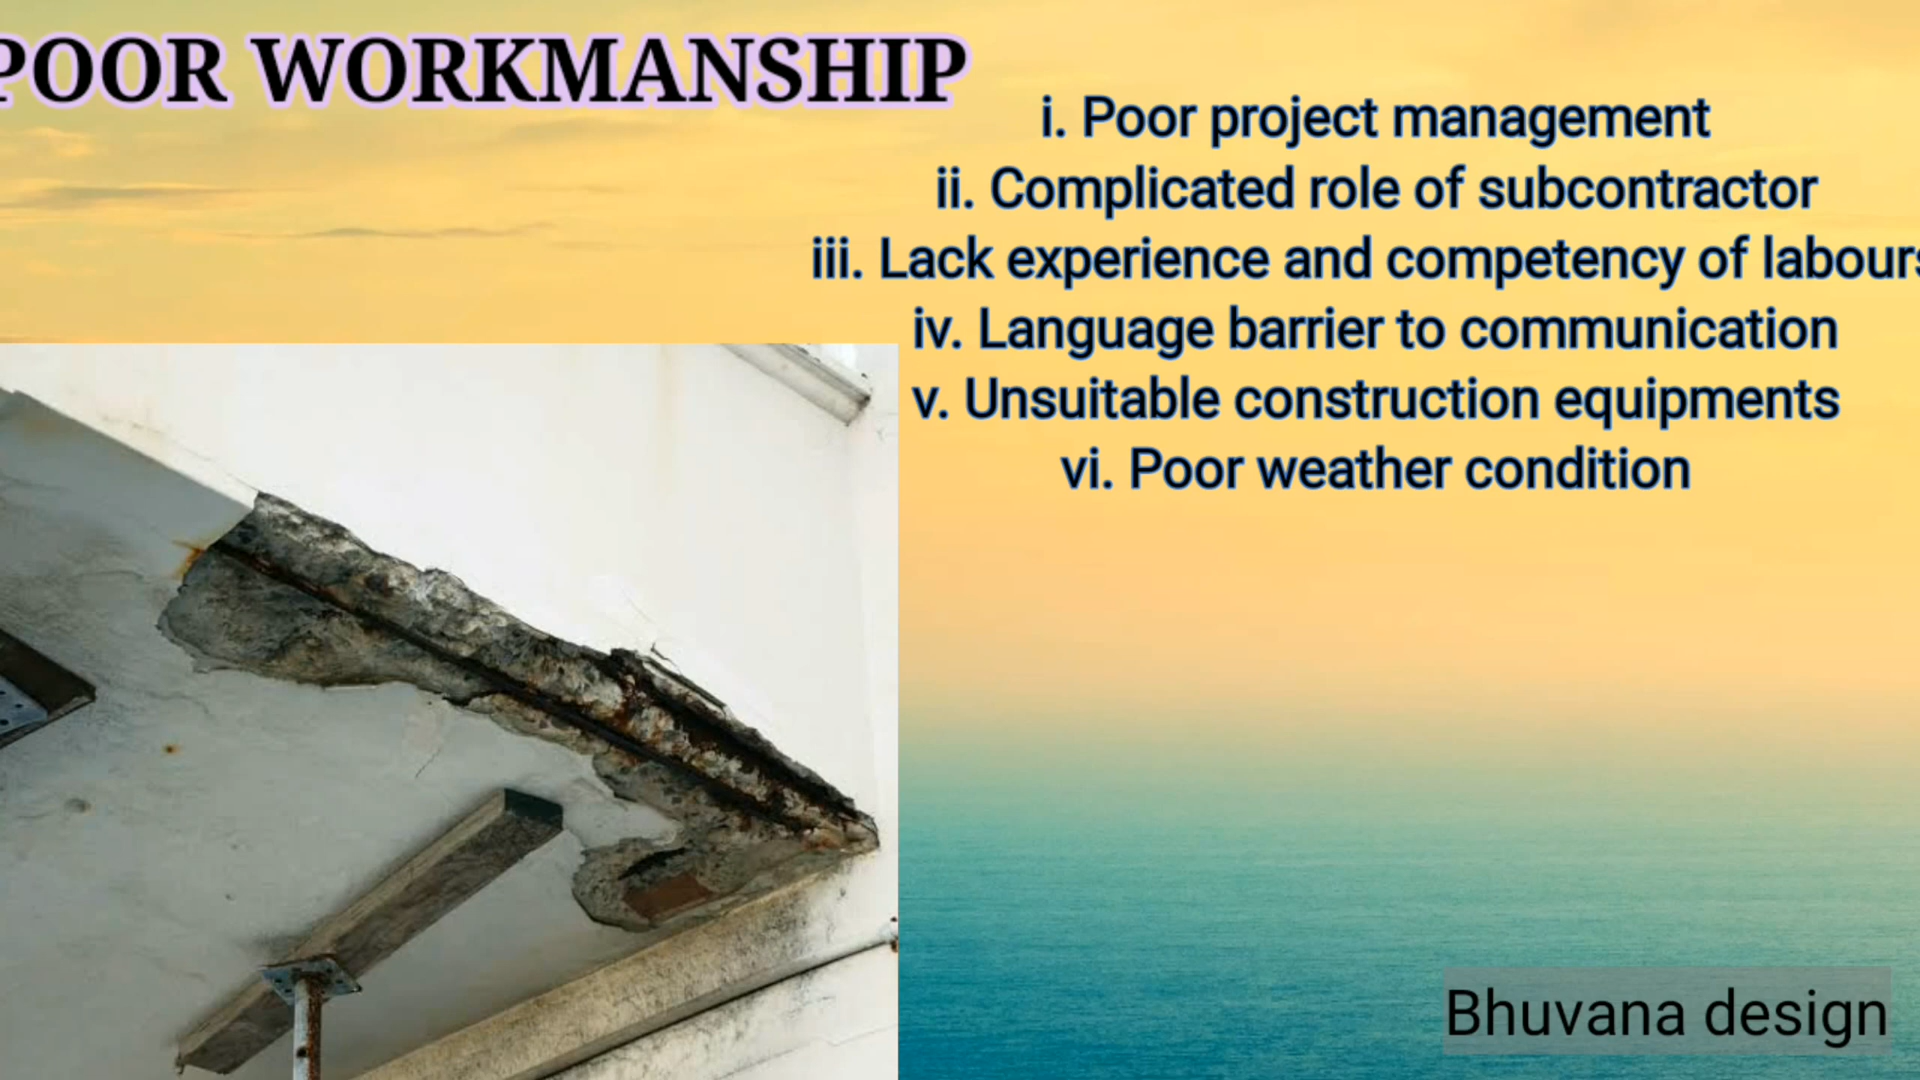 POOR WORKMANSHIP
i. Poor project management
ii. Complicated role of subcontractor
iii. Lack experience and competency of labours
iv. Language barrier to communication
v. Unsuitable construction equipments
vi. Poor weather condition
Bhuvana design